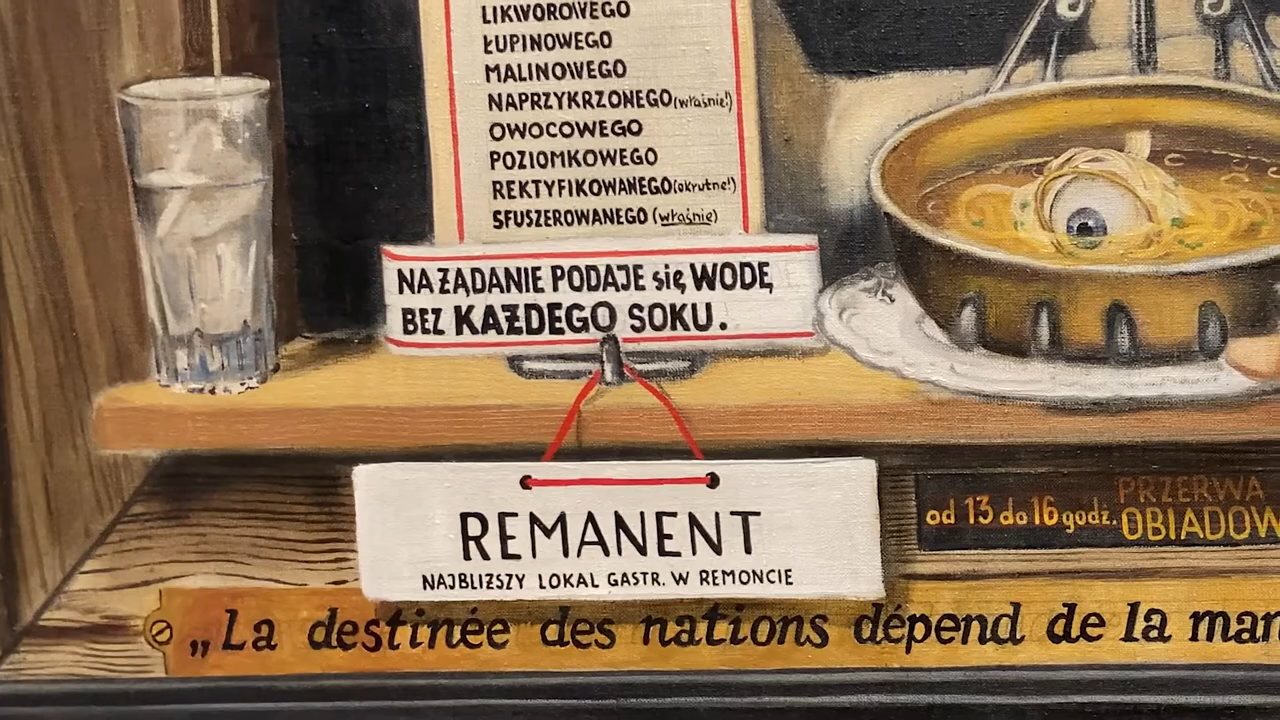 LIKWOROWEGO
ŁUPINOWEGO
MALINOWEGO
NAPRZYKRZONEGO (właśnie!)
OWOCOWEGO
POZIOMKOWEGO
REKTYFIKOWANEGO (okrutne!)
SFUSZEROWANEGO (właśnie)
NA ŻĄDANIE PODAJE się WODĘ
BEZ KAŻDEGO SOKU.
REMANENT
NAJBLIŻSZY LOKAL GASTR. W REMONCIE
od 13 do 16 godz. PRZERWA
OBIADOW
„La destinée des nations dépend de la man